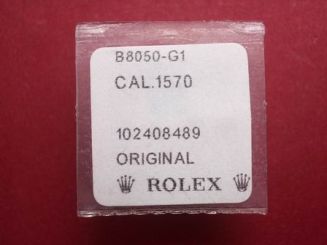 B8050-G1
CAL.1570
102408489
ORIGINAL
ROLEX